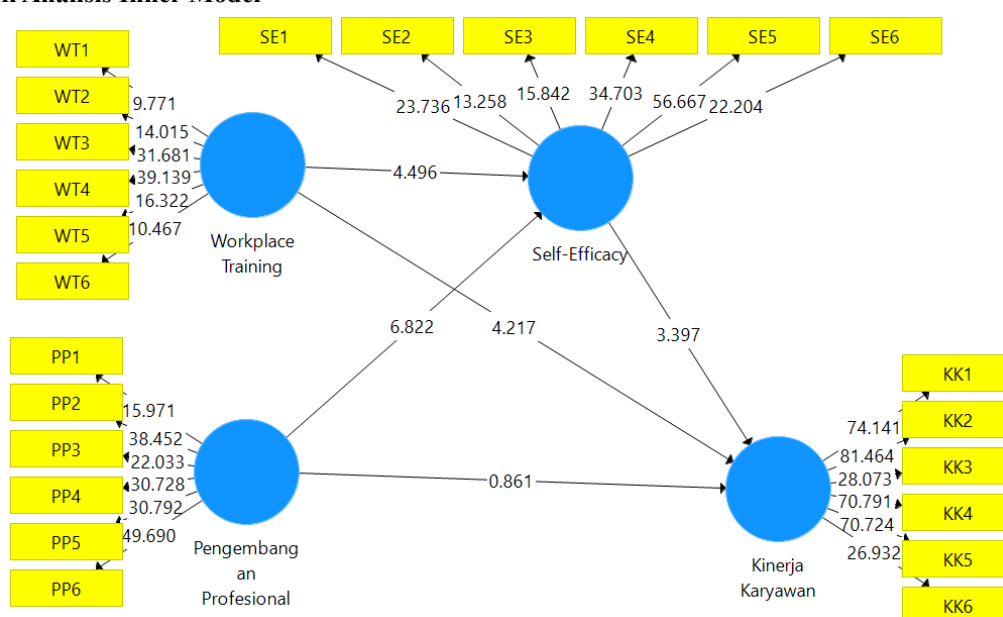 SE1 SE2 SE3 SE4 SE5 SE6
23.736 13.258 15.842 34.703 56.667 22.204
WT1
WT2
WT3
WT4
WT5
WT6
9.771
14.015
31.681
39.139
16.322
10.467
Workplace
Training
4.496
Self-Efficacy
6.822
4.217
3.397
PP1
PP2
PP3
PP4
PP5
PP6
15.971
38.452
22.033
30.728
30.792
49.690
Pengembang
an
Profesional
0.861
Kinerja
Karyawan
74.141
81.464
28.073
70.791
70.724
26.932
KK1
KK2
KK3
KK4
KK5
KK6